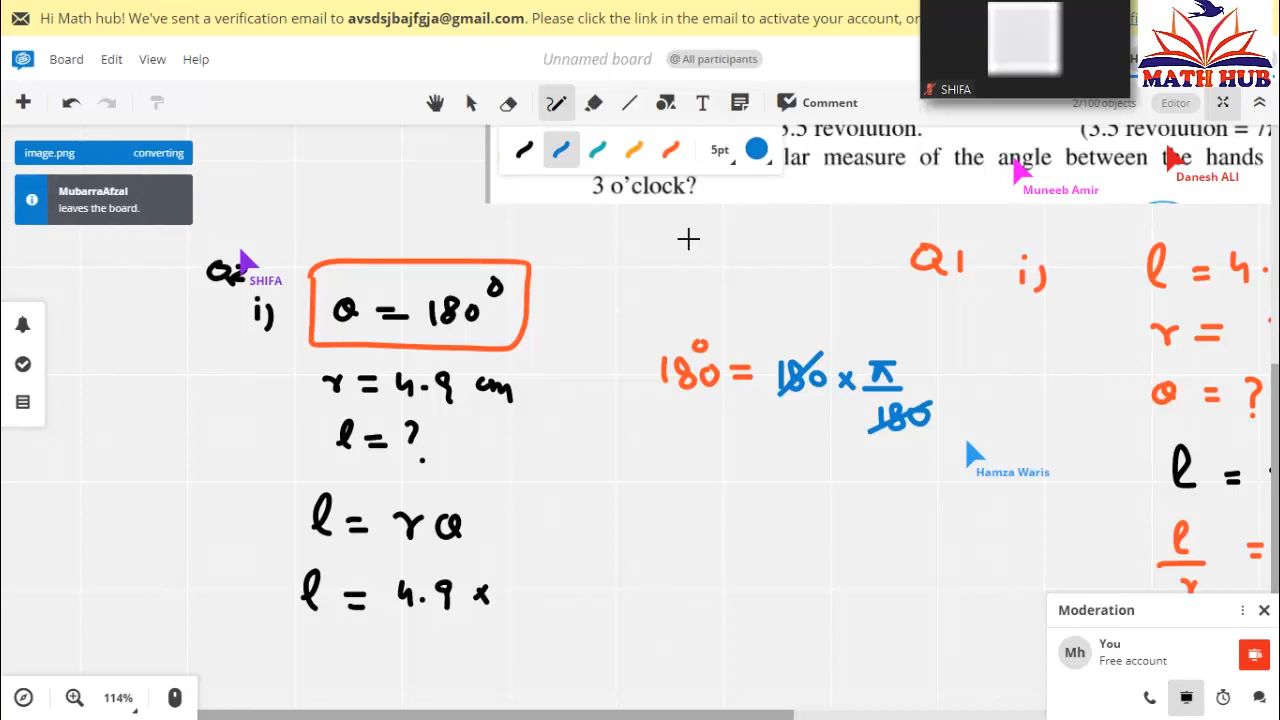 Hi Math hub! We've sent a verification email to avsdsjbajfgja@gmail.com. Please click the link in the email to activate your account, or
MATH HUB
SHIFA
Board Edit View Help
Unnamed board
@ All participants
2/100 objects
Editor
T
Comment
5pt
image.png converting
MubarraAfzal
leaves the board.
3.5 revolution. (3.5 revolution =
lar measure of the angle between the hands
3 o'clock?
Muneeb Amir
Danesh ALI
SHIFA
i) θ = 180°
r = 4.9 cm
l = ?
l = rθ
l = 4.9 ×
180° = 180 × π
180
Hamza Waris
Q1 i) l = 4.
r =
θ = ?
l =
l =
r
Moderation
Mh
You
Free account
114%